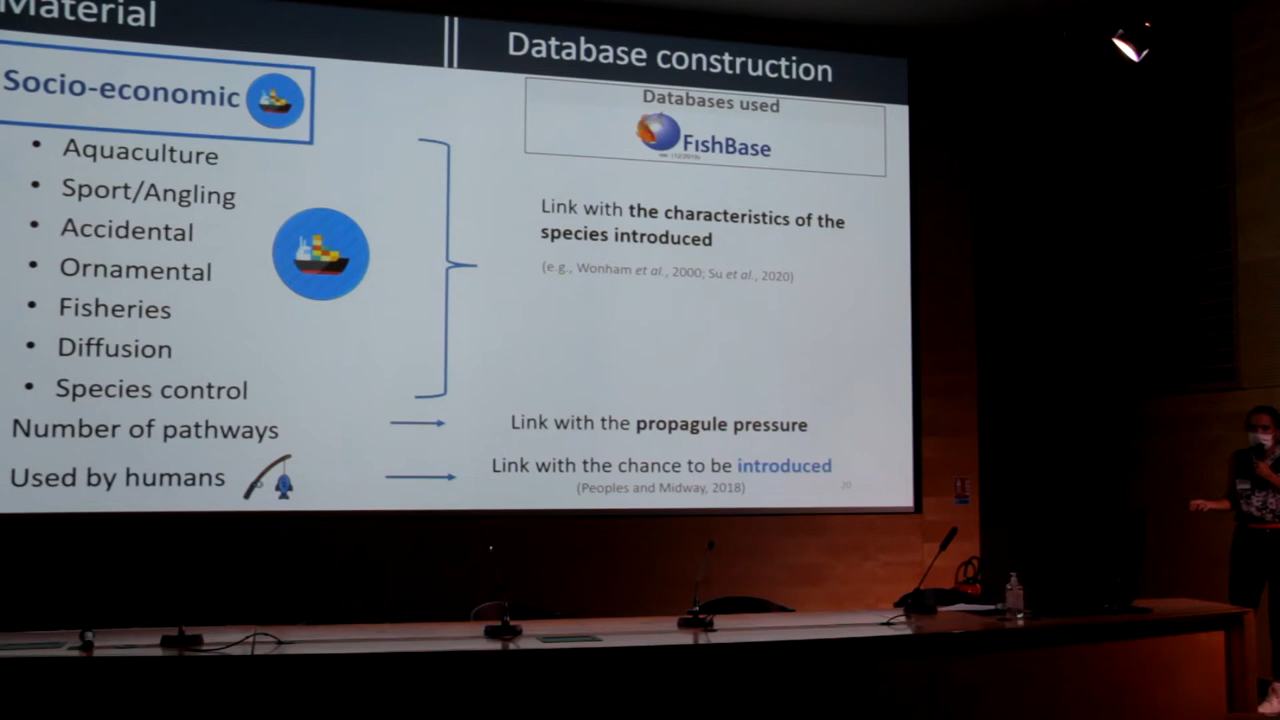 Material
Database construction
Socio-economic
Databases used
FishBase
• Aquaculture
• Sport/Angling
• Accidental
• Ornamental
• Fisheries
• Diffusion
• Species control
Link with the characteristics of the
species introduced
(e.g., Wonham et al., 2000; Su et al., 2020)
Number of pathways
Link with the propagule pressure
Used by humans
Link with the chance to be introduced
(Peoples and Midway, 2018)
20